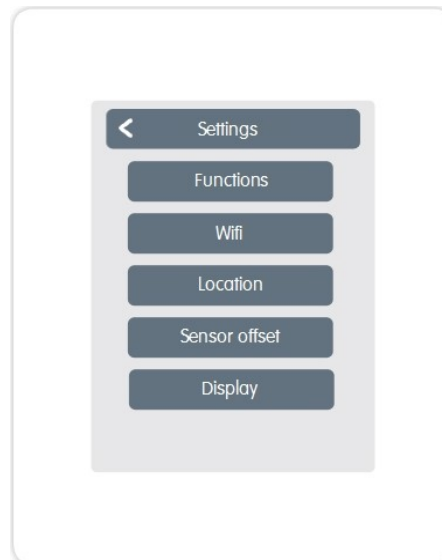 Settings
Functions
Wifi
Location
Sensor offset
Display